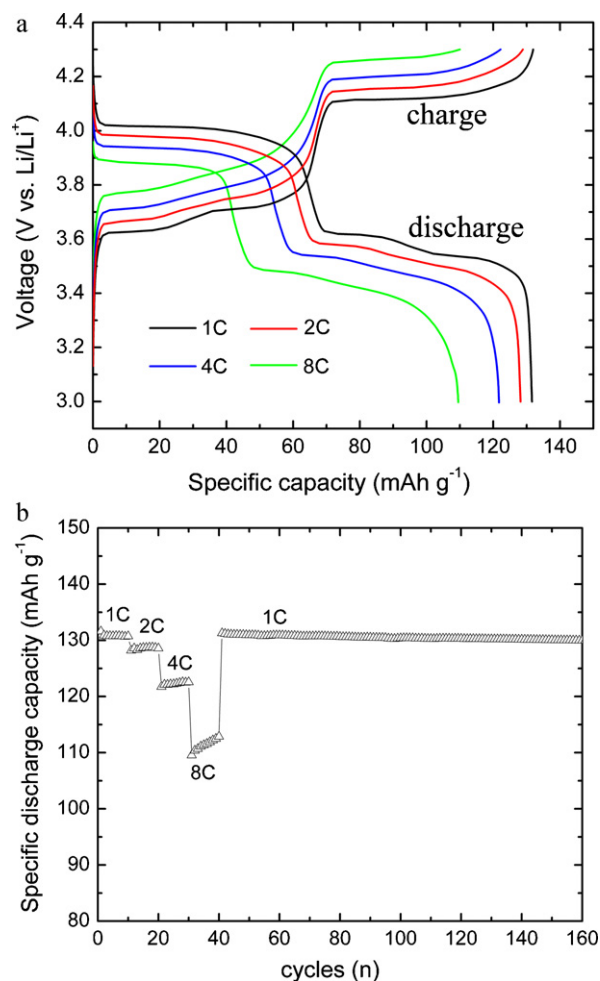 a
4.4
4.2
4.0
3.8
3.6
3.4
3.2
3.0
Voltage (V vs. Li/Li⁺)
charge
discharge
1C
2C
4C
8C
0 20 40 60 80 100 120 140
Specific capacity (mAh g⁻¹)
b
150
140
130
120
110
100
90
80
Specific discharge capacity (mAh g⁻¹)
1C
2C
4C
8C
1C
0 20 40 60 80 100 120 140 160
cycles (n)